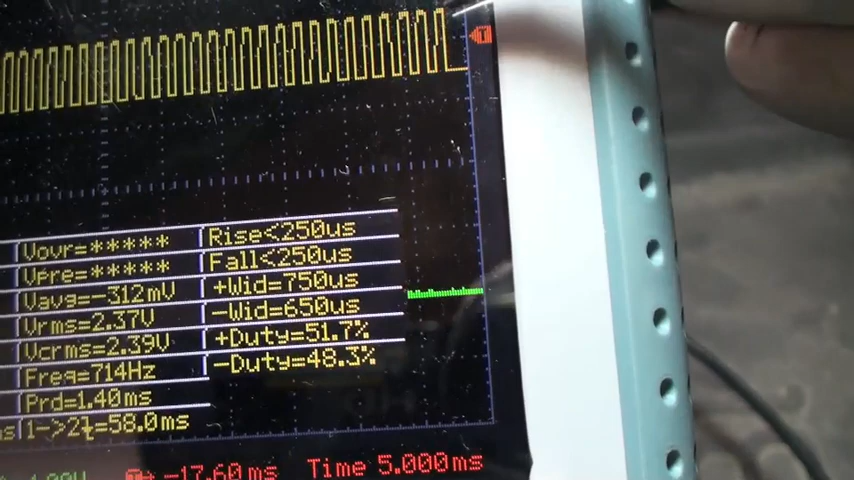 Vovr=*****
Rise<250us
Vpre=*****
Fall<250us
Vavg=-312mV
+Wid=750us
Vrms=2.37V
-Wid=650us
Vcrms=2.39V
+Duty=51.7%
Freq=714Hz
-Duty=48.3%
Prd=1.40ms
1->2=58.0ms
-17.60ms
Time 5.000ms